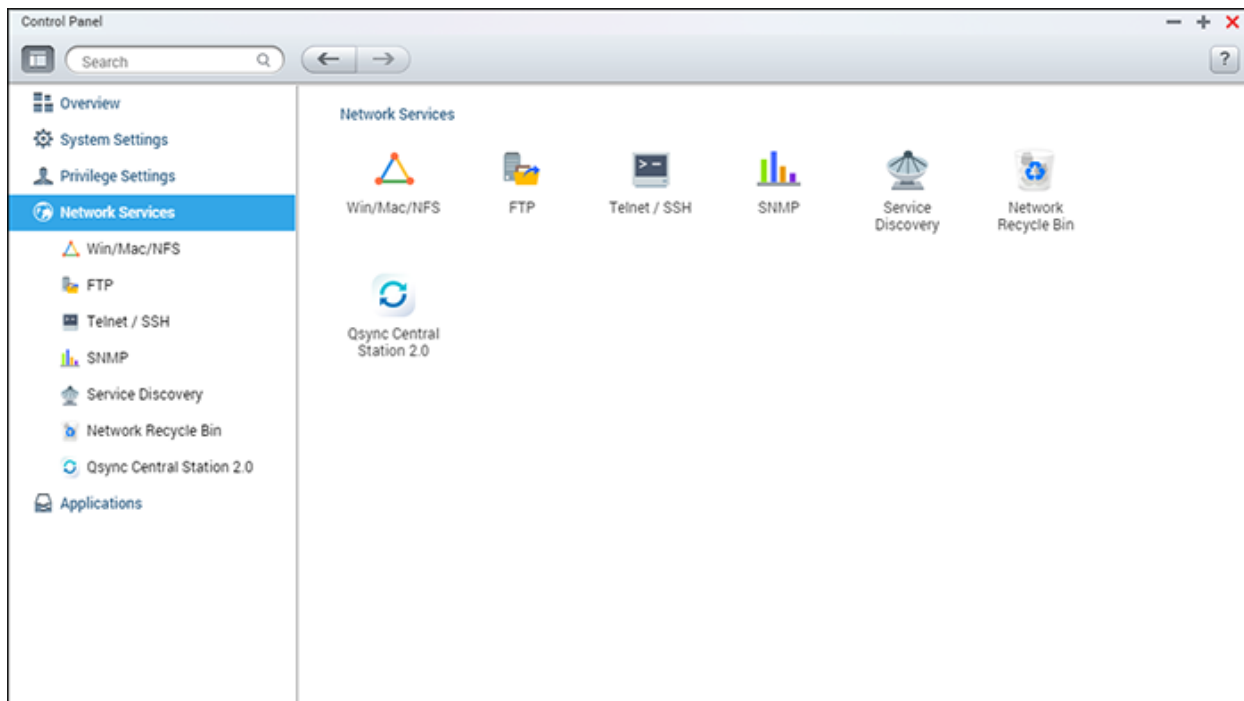 Control Panel
Search
?
Overview
System Settings
Privilege Settings
Network Services
Win/Mac/NFS
FTP
Telnet / SSH
SNMP
Service Discovery
Network Recycle Bin
Qsync Central Station 2.0
Applications
Network Services
Win/Mac/NFS
FTP
Telnet / SSH
SNMP
Service
Discovery
Network
Recycle Bin
Qsync Central
Station 2.0